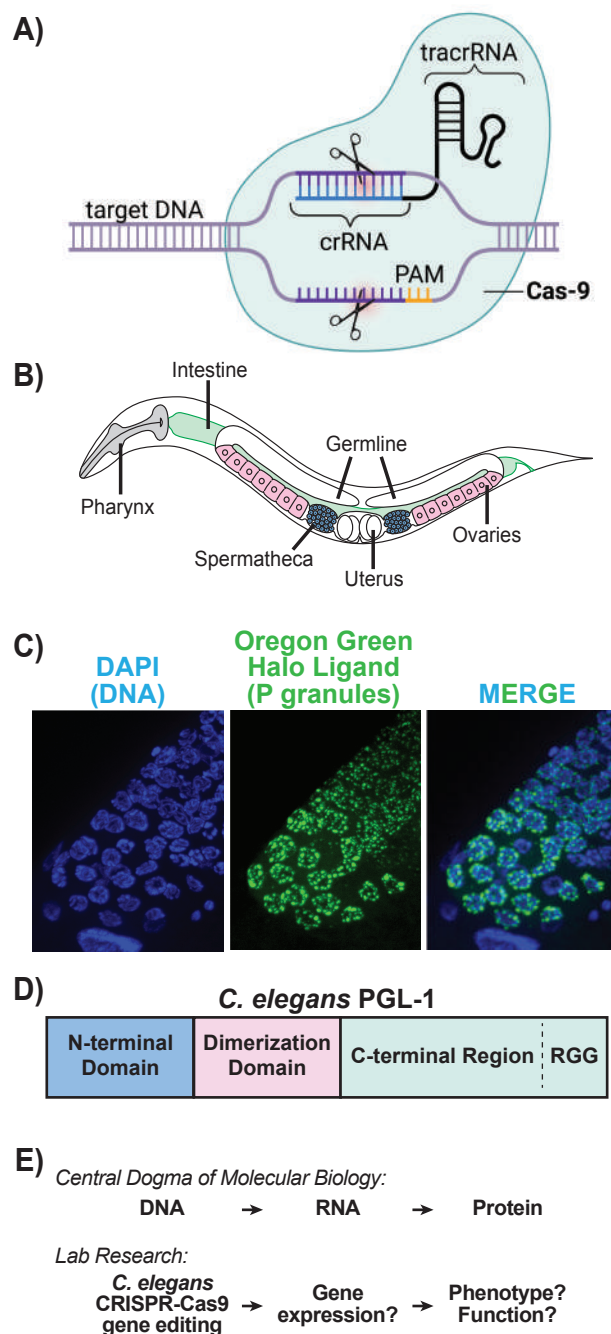 A)
tracrRNA
target DNA
crRNA
PAM
Cas-9
B)
Intestine
Germline
Pharynx
Spermatheca
Uterus
Ovaries
C)
DAPI
(DNA)
Oregon Green
Halo Ligand
(P granules)
MERGE
D)
C. elegans PGL-1
N-terminal
Domain
Dimerization
Domain
C-terminal Region
RGG
E)
Central Dogma of Molecular Biology:
DNA → RNA → Protein
Lab Research:
C. elegans
CRISPR-Cas9
gene editing
→
Gene
expression?
→
Phenotype?
Function?